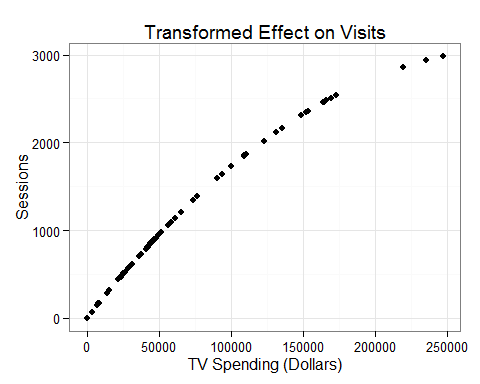 Transformed Effect on Visits
3000
2000
1000
0
Sessions
0 50000 100000 150000 200000 250000
TV Spending (Dollars)